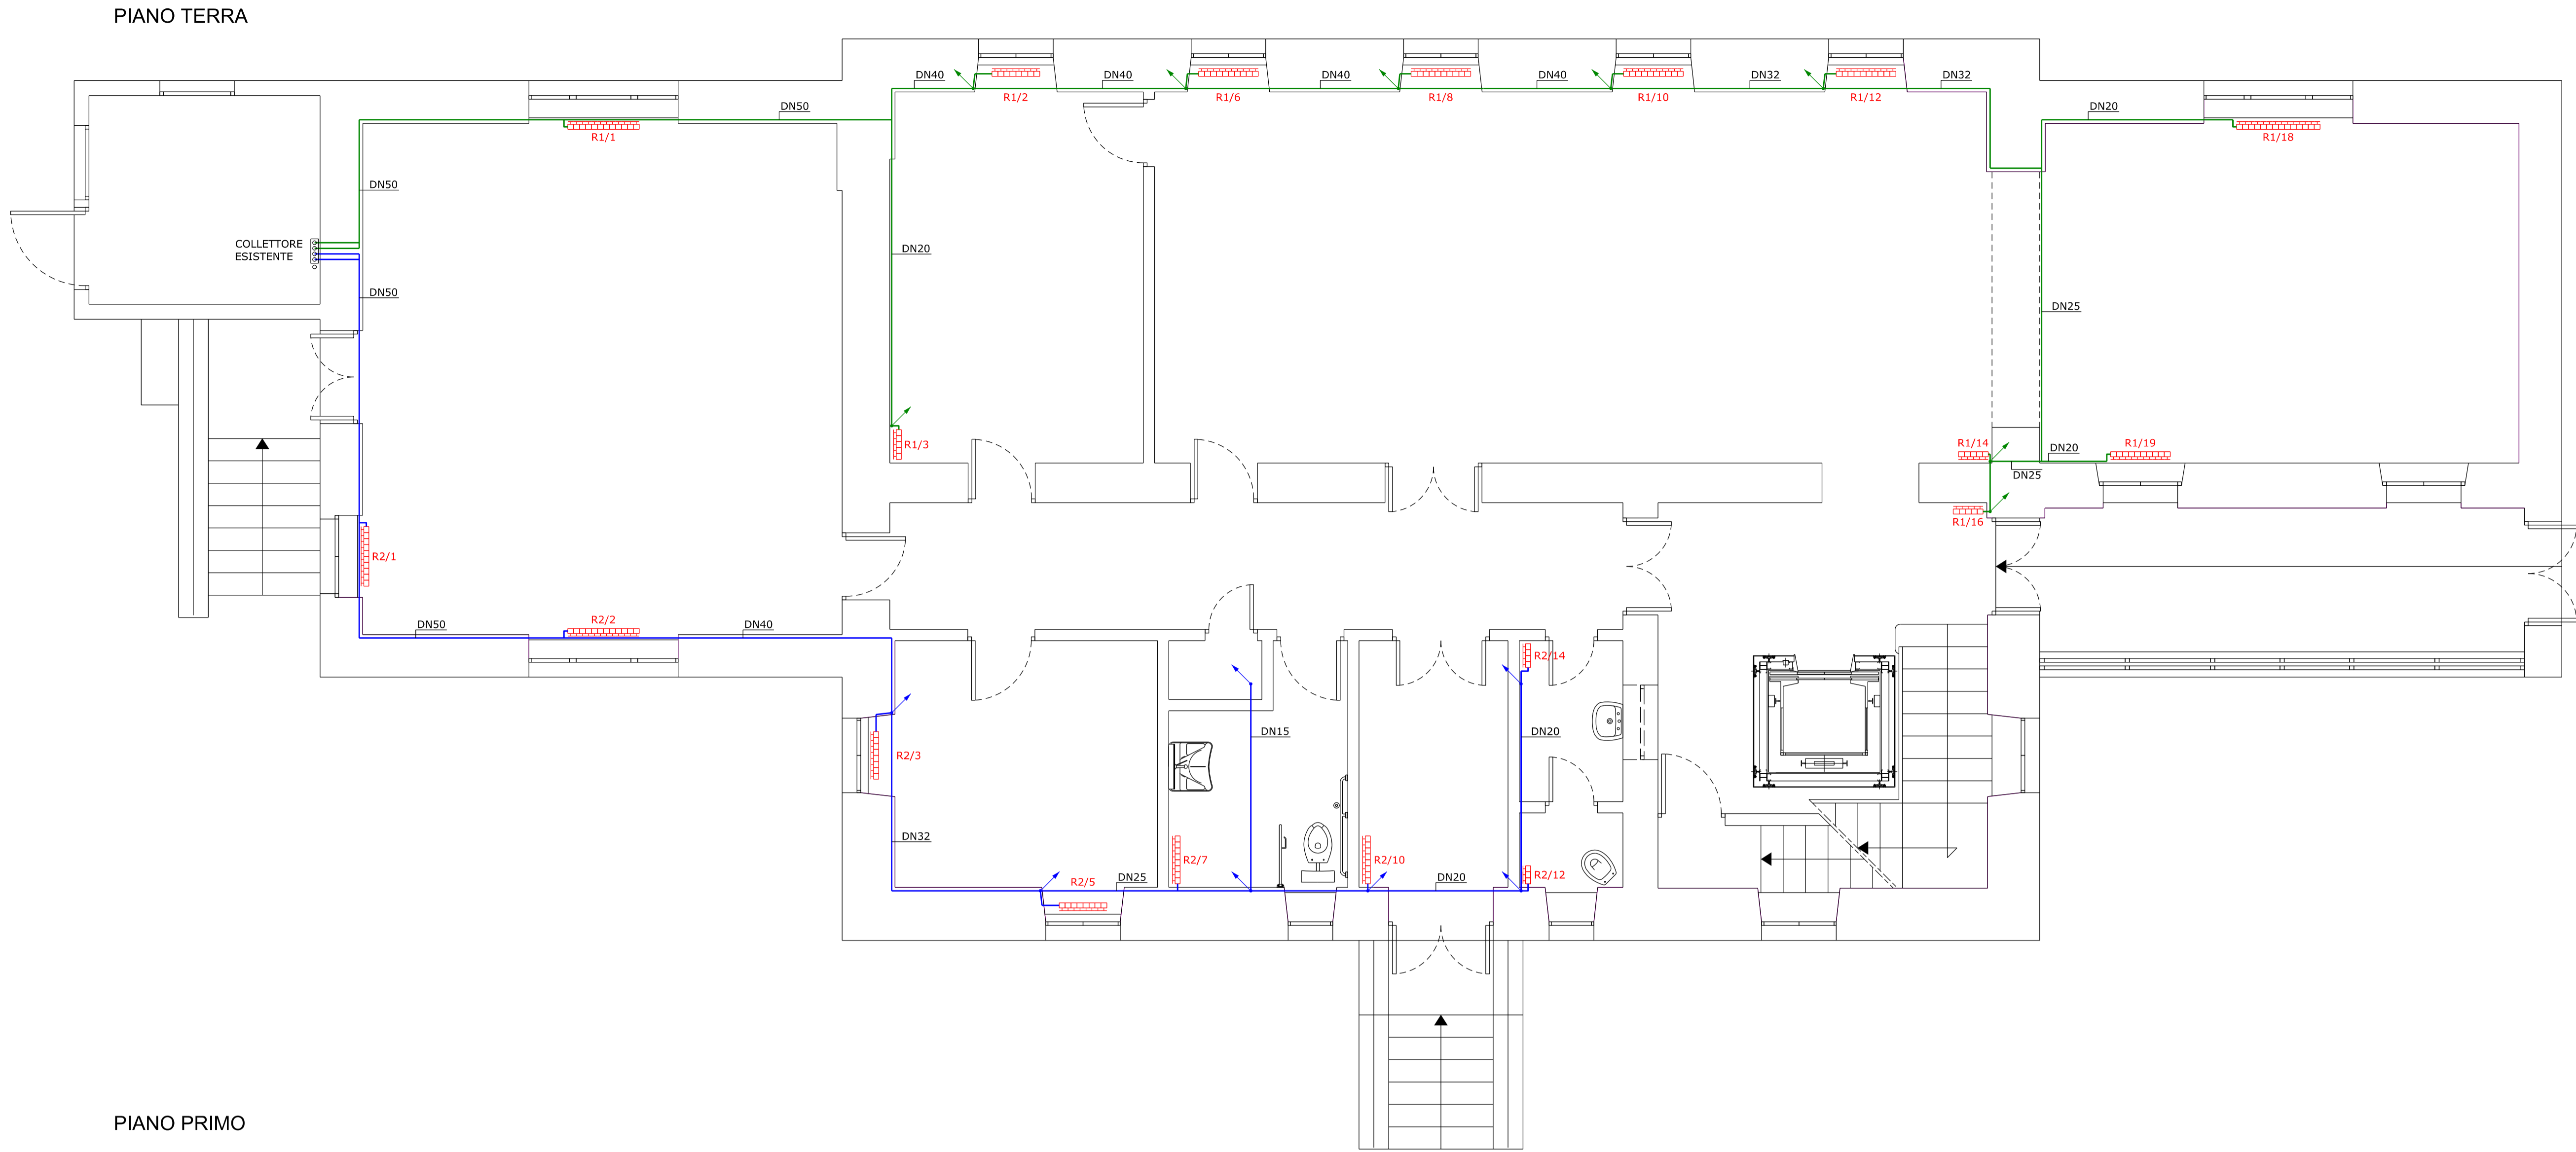 PIANO TERRA
DN40
DN40
DN40
DN40
DN32
DN32
R1/2
R1/6
R1/8
R1/10
R1/12
DN50
DN20
R1/1
R1/18
DN50
COLLETTORE
ESISTENTE
DN20
DN50
DN25
R1/3
R1/14
DN20
R1/19
DN25
R1/16
R2/1
DN50
R2/2
DN40
R2/14
DN15
DN20
R2/3
DN32
R2/7
R2/10
R2/5
DN25
DN20
R2/12
PIANO PRIMO